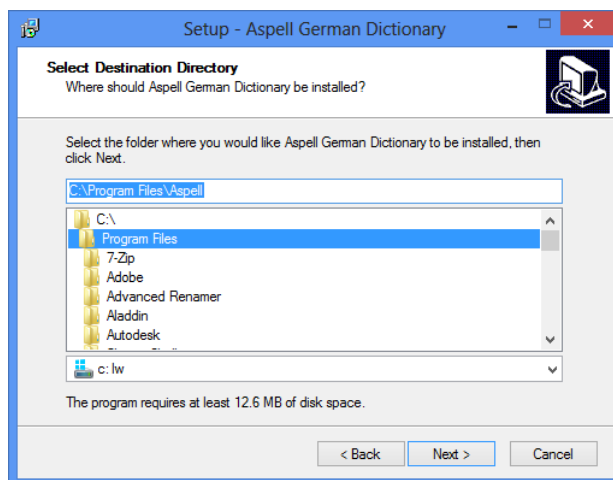 Setup - Aspell German Dictionary
Select Destination Directory
Where should Aspell German Dictionary be installed?
Select the folder where you would like Aspell German Dictionary to be installed, then
click Next.
C:\Program Files\Aspell
C:\
Program Files
7-Zip
Adobe
Advanced Renamer
Aladdin
Autodesk
c: lw
The program requires at least 12.6 MB of disk space.
< Back
Next >
Cancel